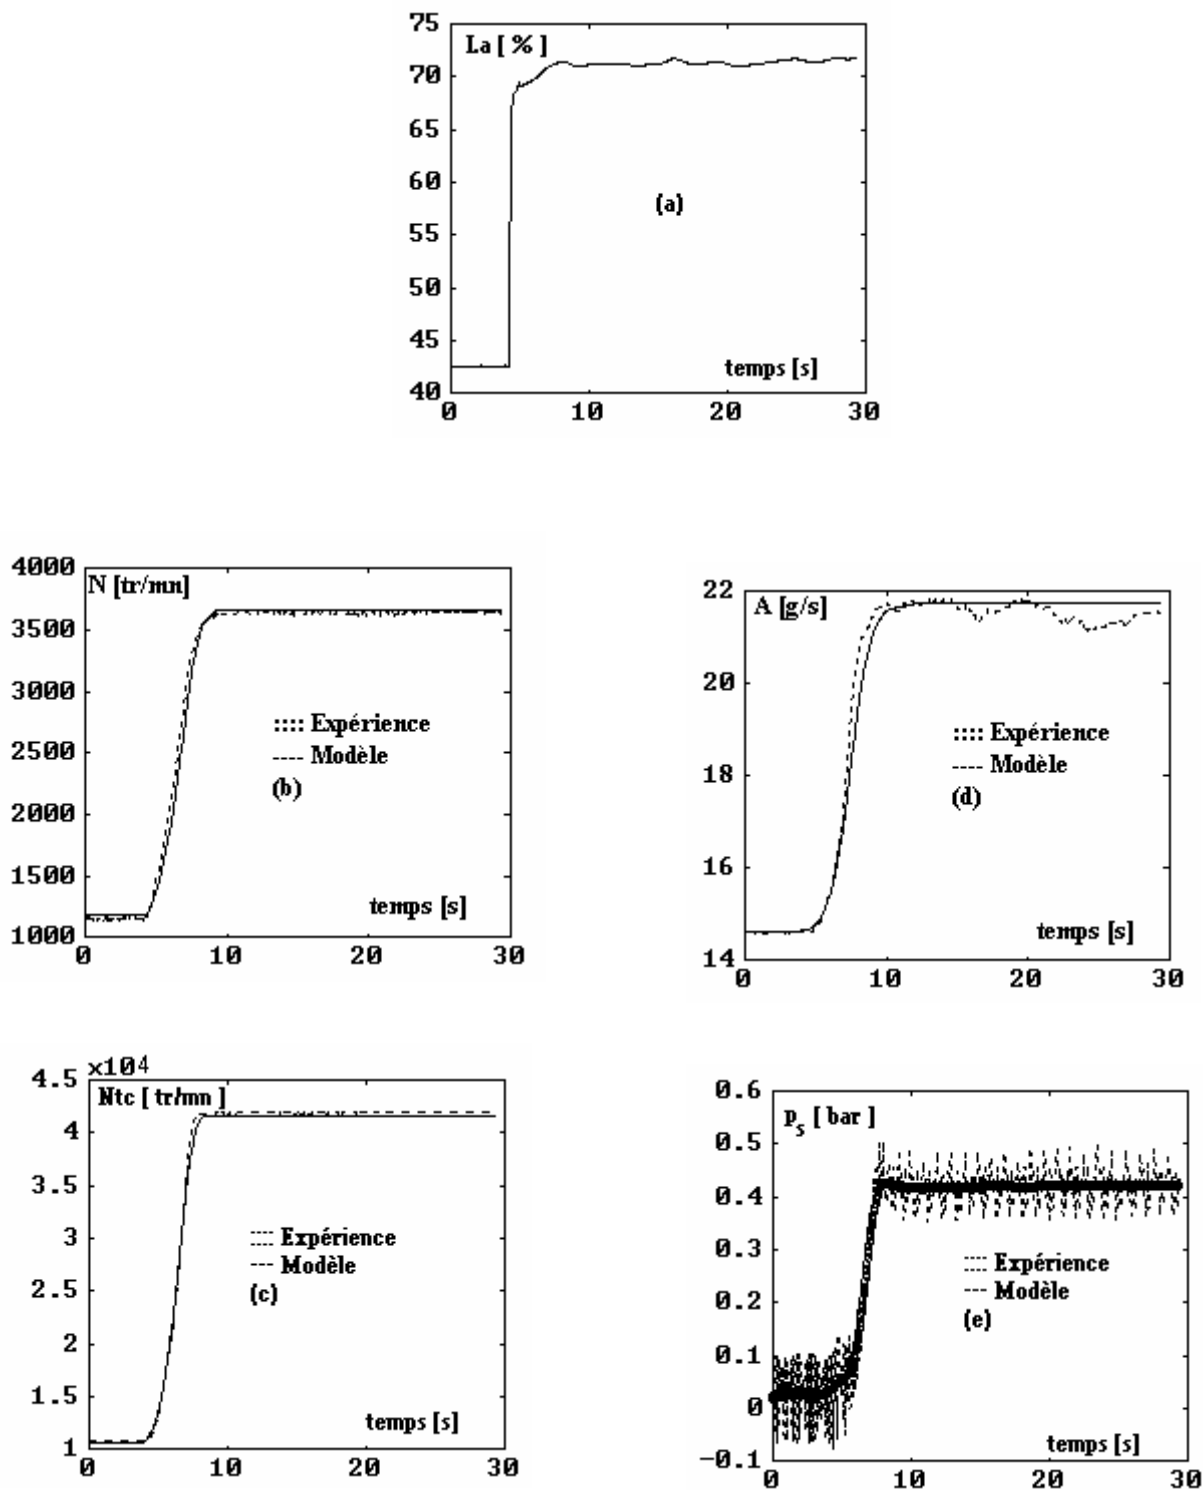 75
La [ % ]
70
65
60
(a)
55
50
45
temps [s]
40
0 10 20 30
4000
N [tr/mn]
3500
3000
:::: Expérience
2500
---- Modèle
(b)
2000
1500
temps [s]
1000
0 10 20 30
22
A [g/s]
20
:::: Expérience
---- Modèle
18
(d)
16
temps [s]
14
0 10 20 30
×104
4.5
Ntc [ tr/mn ]
4
3.5
3
Expérience
Modèle
2.5
(c)
2
1.5
temps [s]
1
0 10 20 30
0.6
ps [ bar ]
0.5
0.4
0.3
Expérience
Modèle
0.2
(e)
0.1
0
temps [s]
-0.1
0 10 20 30